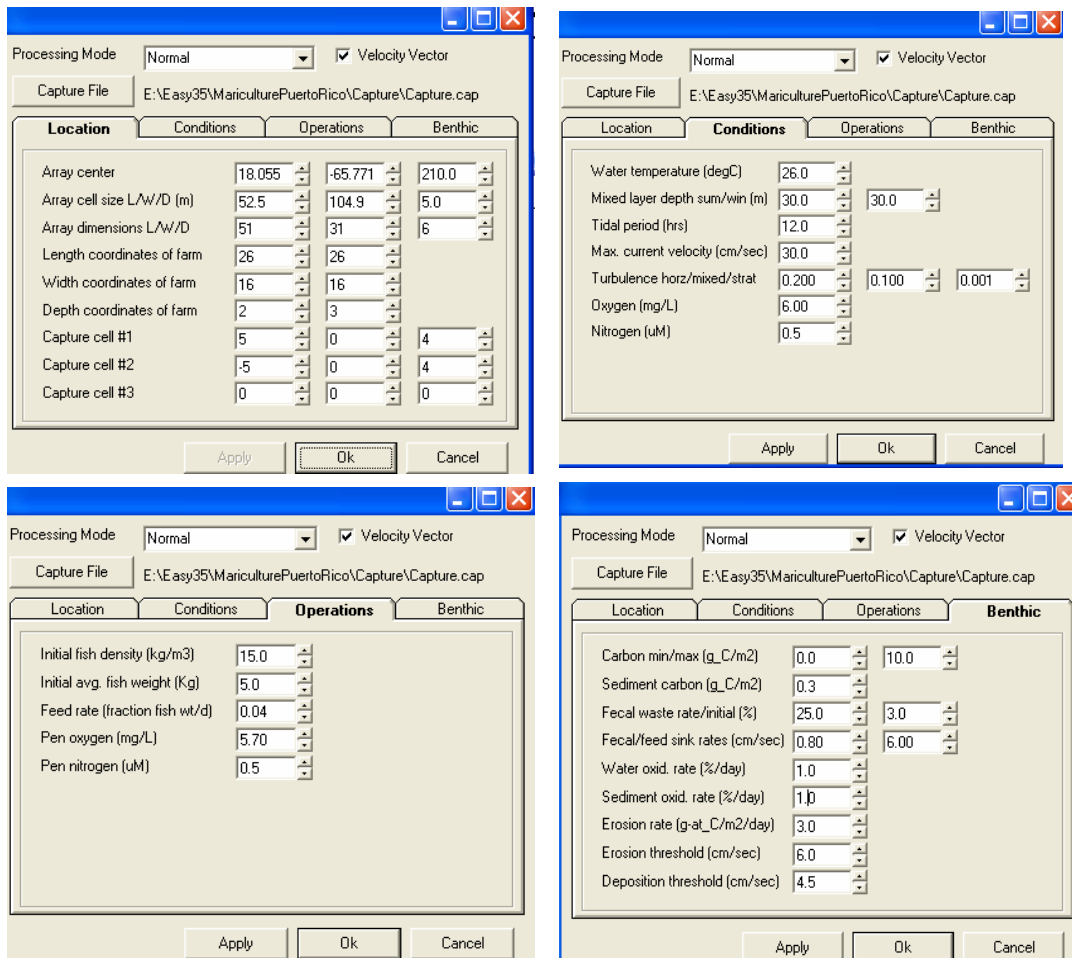 Processing Mode Normal Velocity Vector
Capture File E:\Easy35\MariculturePuertoRico\Capture\Capture.cap
Location Conditions Operations Benthic
Array center 18.055 -65.771 210.0
Array cell size L/W/D (m) 52.5 104.9 5.0
Array dimensions L/W/D 51 31 6
Length coordinates of farm 26 26
Width coordinates of farm 16 16
Depth coordinates of farm 2 3
Capture cell #1 5 0 4
Capture cell #2 -5 0 4
Capture cell #3 0 0 0
Apply Ok Cancel
Processing Mode Normal Velocity Vector
Capture File E:\Easy35\MariculturePuertoRico\Capture\Capture.cap
Location Conditions Operations Benthic
Water temperature (degC) 26.0
Mixed layer depth sum/win (m) 30.0 30.0
Tidal period (hrs) 12.0
Max. current velocity (cm/sec) 30.0
Turbulence horz/mixed/strat 0.200 0.100 0.001
Oxygen (mg/L) 6.00
Nitrogen (uM) 0.5
Apply Ok Cancel
Processing Mode Normal Velocity Vector
Capture File E:\Easy35\MariculturePuertoRico\Capture\Capture.cap
Location Conditions Operations Benthic
Initial fish density (kg/m3) 15.0
Initial avg. fish weight (Kg) 5.0
Feed rate (fraction fish wt/d) 0.04
Pen oxygen (mg/L) 5.70
Pen nitrogen (uM) 0.5
Apply Ok Cancel
Processing Mode Normal Velocity Vector
Capture File E:\Easy35\MariculturePuertoRico\Capture\Capture.cap
Location Conditions Operations Benthic
Carbon min/max (g_C/m2) 0.0 10.0
Sediment carbon (g_C/m2) 0.3
Fecal waste rate/initial (%) 25.0 3.0
Fecal/feed sink rates (cm/sec) 0.80 6.00
Water oxid. rate (%/day) 1.0
Sediment oxid. rate (%/day) 1.0
Erosion rate (g-at_C/m2/day) 3.0
Erosion threshold (cm/sec) 6.0
Deposition threshold (cm/sec) 4.5
Apply Ok Cancel